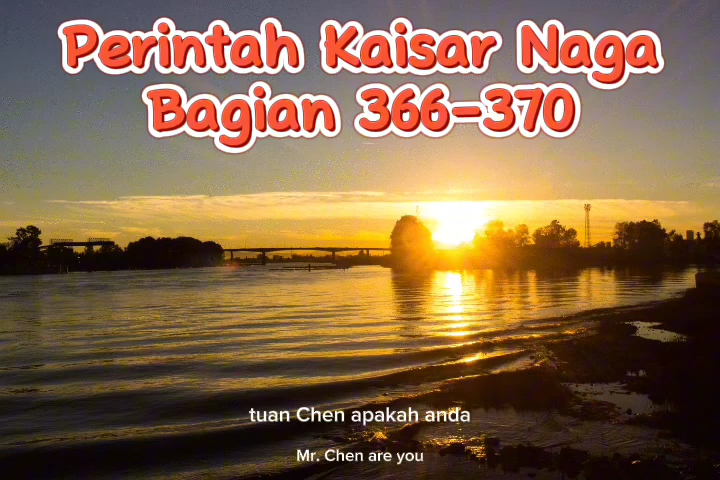 Perintah Kaisar Naga
Bagian 366-370
tuan Chen apakah anda
Mr. Chen are you